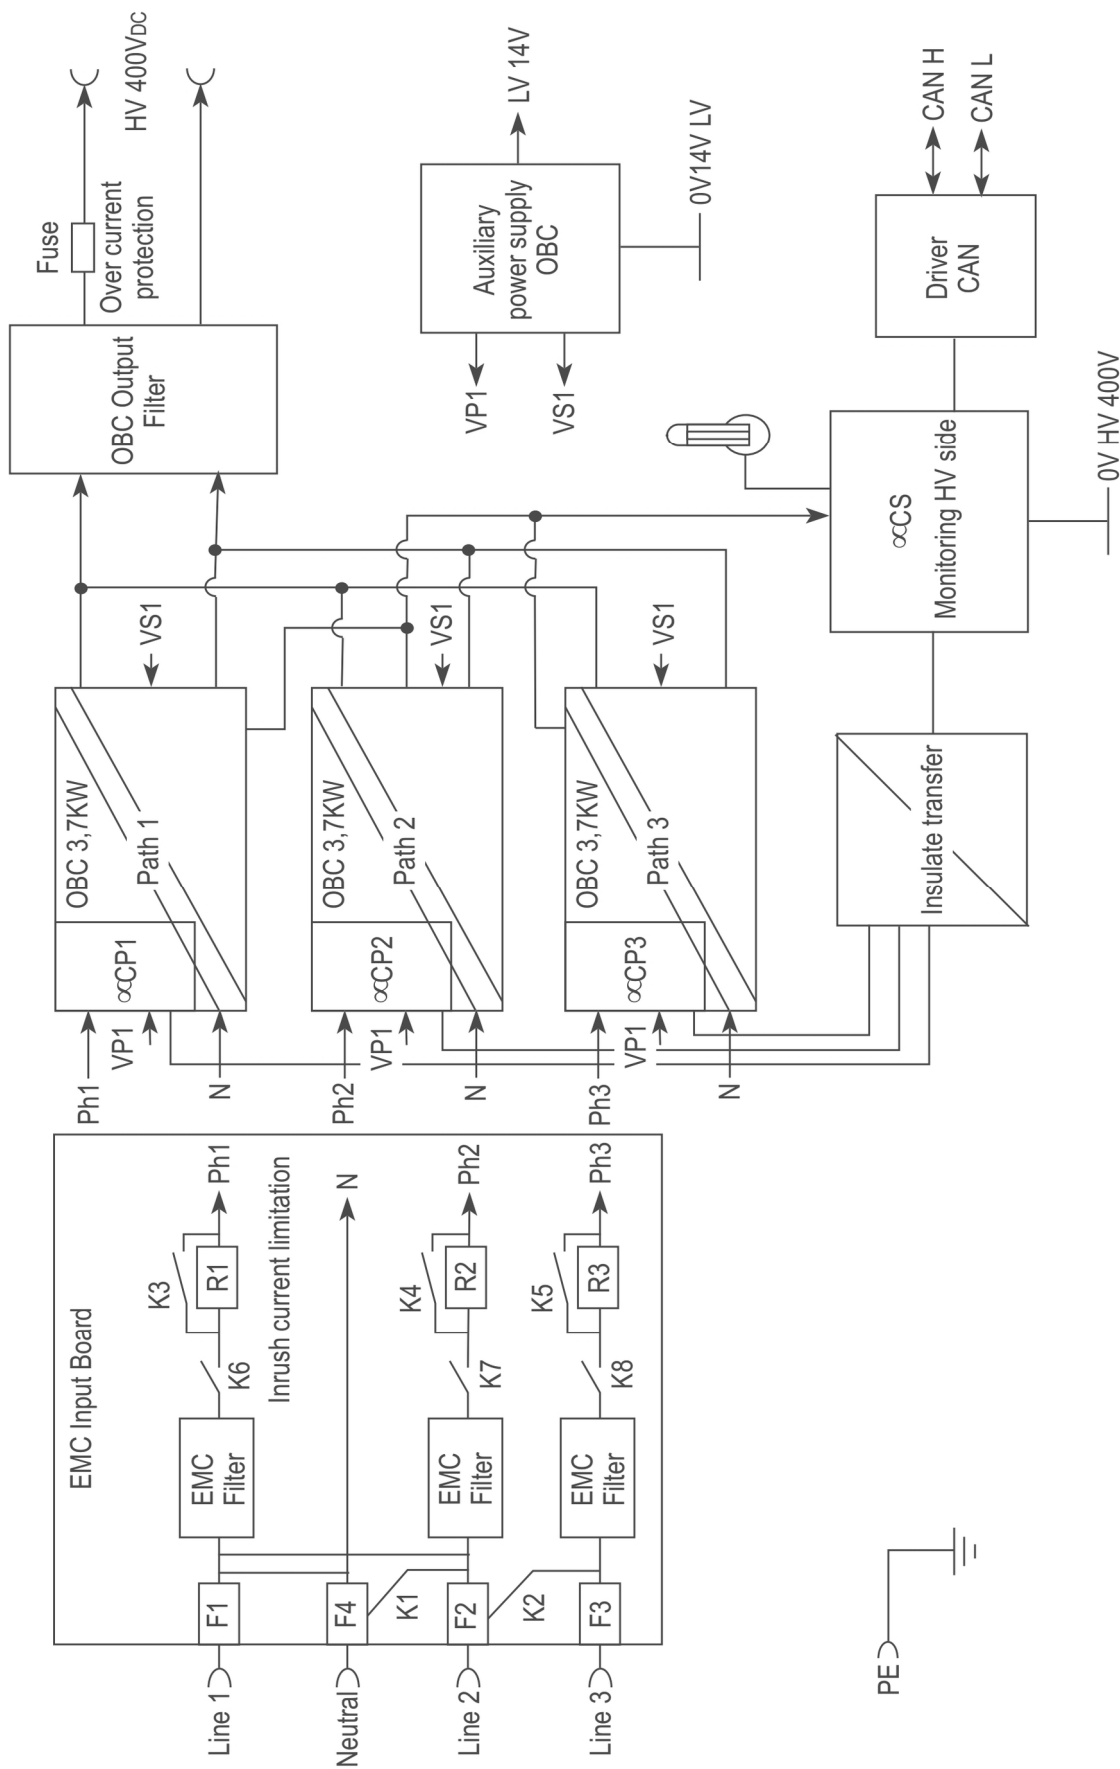 EMC Input Board
Line 1
F1
EMC
Filter
K6
K3
R1
Ph1
Inrush current limitation
Neutral
F4
N
K1
Line 2
F2
EMC
Filter
K7
K4
R2
Ph2
K2
Line 3
F3
EMC
Filter
K8
K5
R3
Ph3
PE
Ph1
VP1
N
∝CP1
OBC 3,7KW
Path 1
VS1
Ph2
VP1
N
∝CP2
OBC 3,7KW
Path 2
VS1
Ph3
VP1
N
∝CP3
OBC 3,7KW
Path 3
VS1
OBC Output
Filter
Fuse
Over current
protection
HV 400VDC
VP1
VS1
Auxiliary
power supply
OBC
LV 14V
0V14V LV
Insulate transfer
∝CS
Monitoring HV side
0V HV 400V
Driver
CAN
CAN H
CAN L